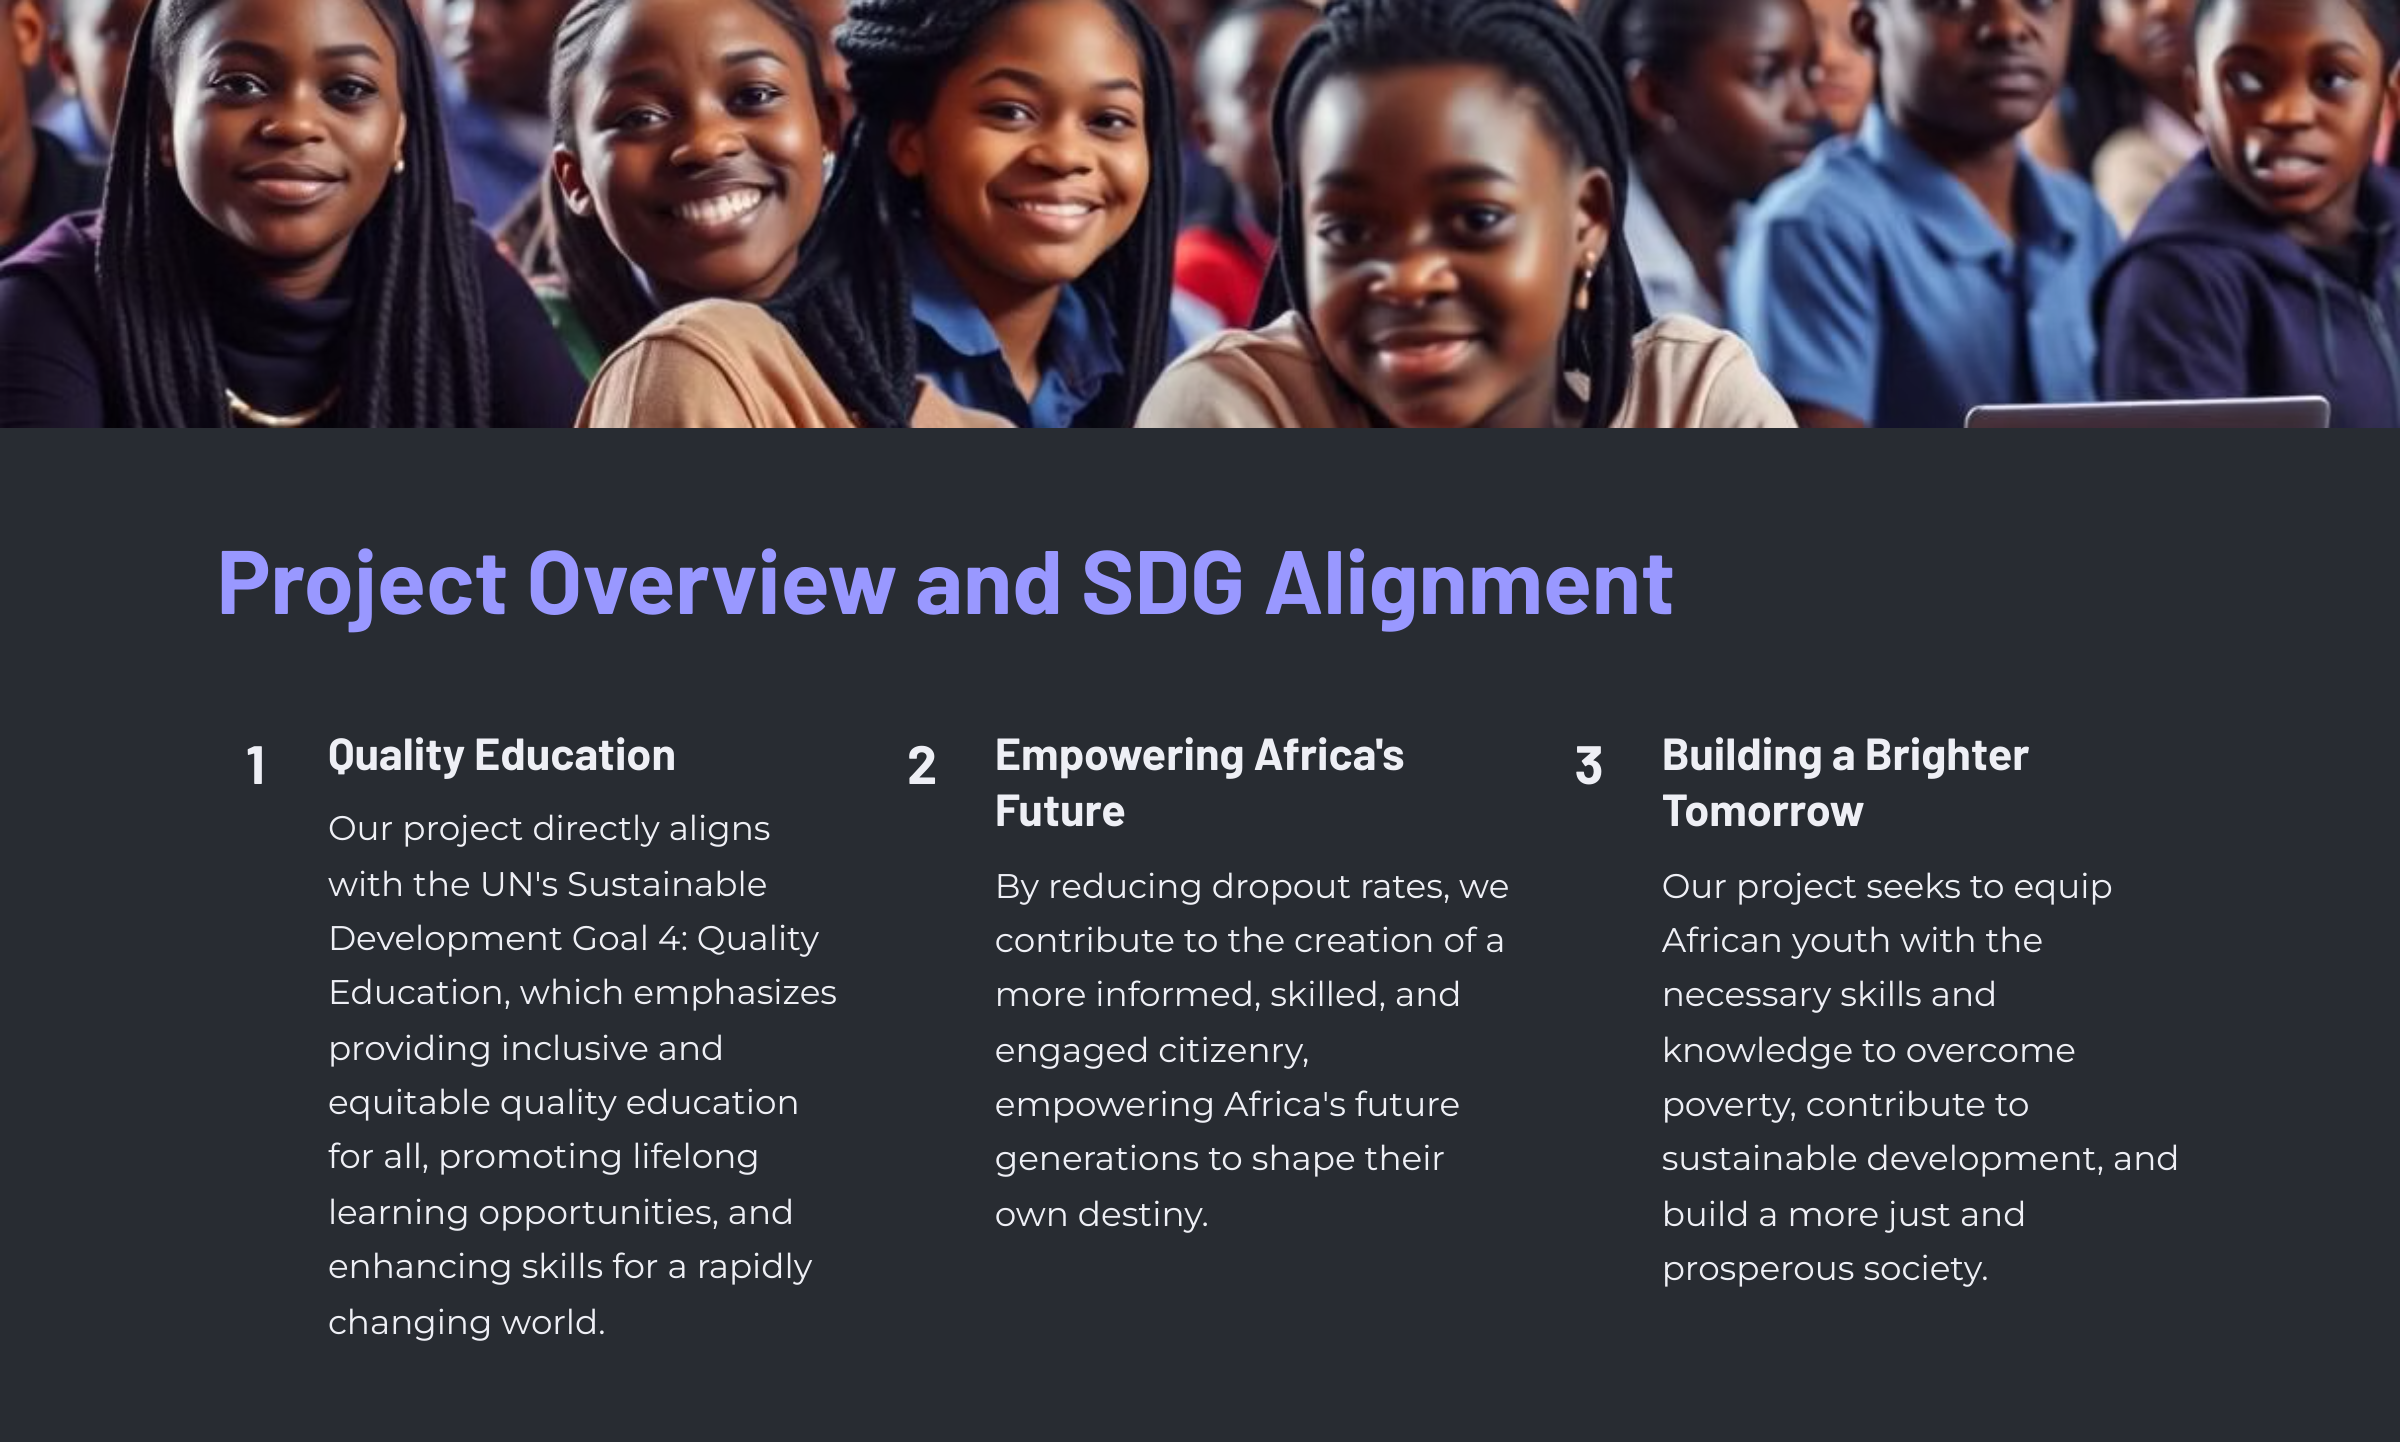 Project Overview and SDG Alignment
1
Quality Education
Our project directly aligns
with the UN's Sustainable
Development Goal 4: Quality
Education, which emphasizes
providing inclusive and
equitable quality education
for all, promoting lifelong
learning opportunities, and
enhancing skills for a rapidly
changing world.
2
Empowering Africa's
Future
By reducing dropout rates, we
contribute to the creation of a
more informed, skilled, and
engaged citizenry,
empowering Africa's future
generations to shape their
own destiny.
3
Building a Brighter
Tomorrow
Our project seeks to equip
African youth with the
necessary skills and
knowledge to overcome
poverty, contribute to
sustainable development, and
build a more just and
prosperous society.